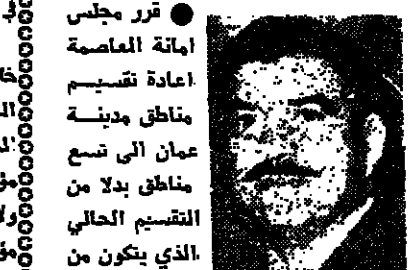 ● قرر مجلس
امانة العاصمة
اعادة تقسيم
مناطق مدينة
عمان الى تسع
مناطق بدلا من
التقسيم الحالي
الذي يتكون من